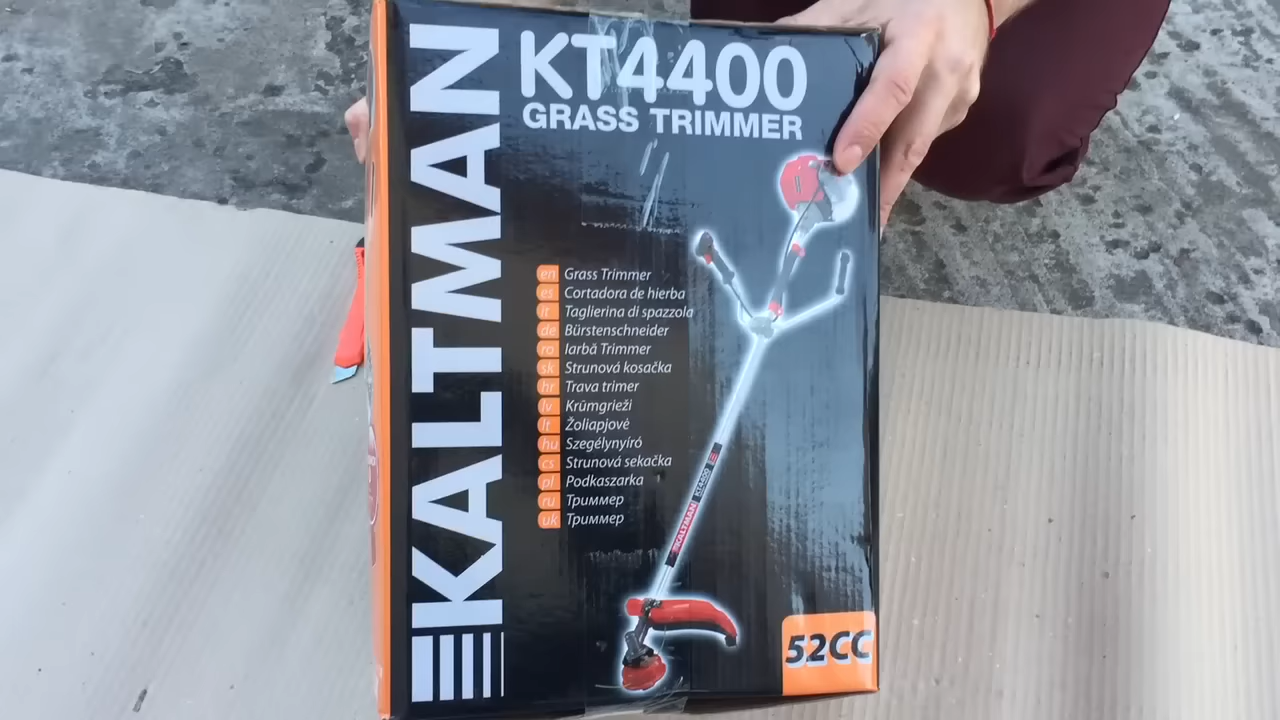 KALTMAN
KT4400
GRASS TRIMMER
en Grass Trimmer
es Cortadora de hierba
it Taglierina di spazzola
de Bürstenschneider
ro Iarbă Trimmer
sk Strunová kosačka
hr Trava trimer
lv Krūmgrieži
lt Žoliapjovė
hu Szegélynyíró
cs Strunová sekačka
pl Podkaszarka
ru Триммер
uk Триммер
KALTMAN KT4400
52CC